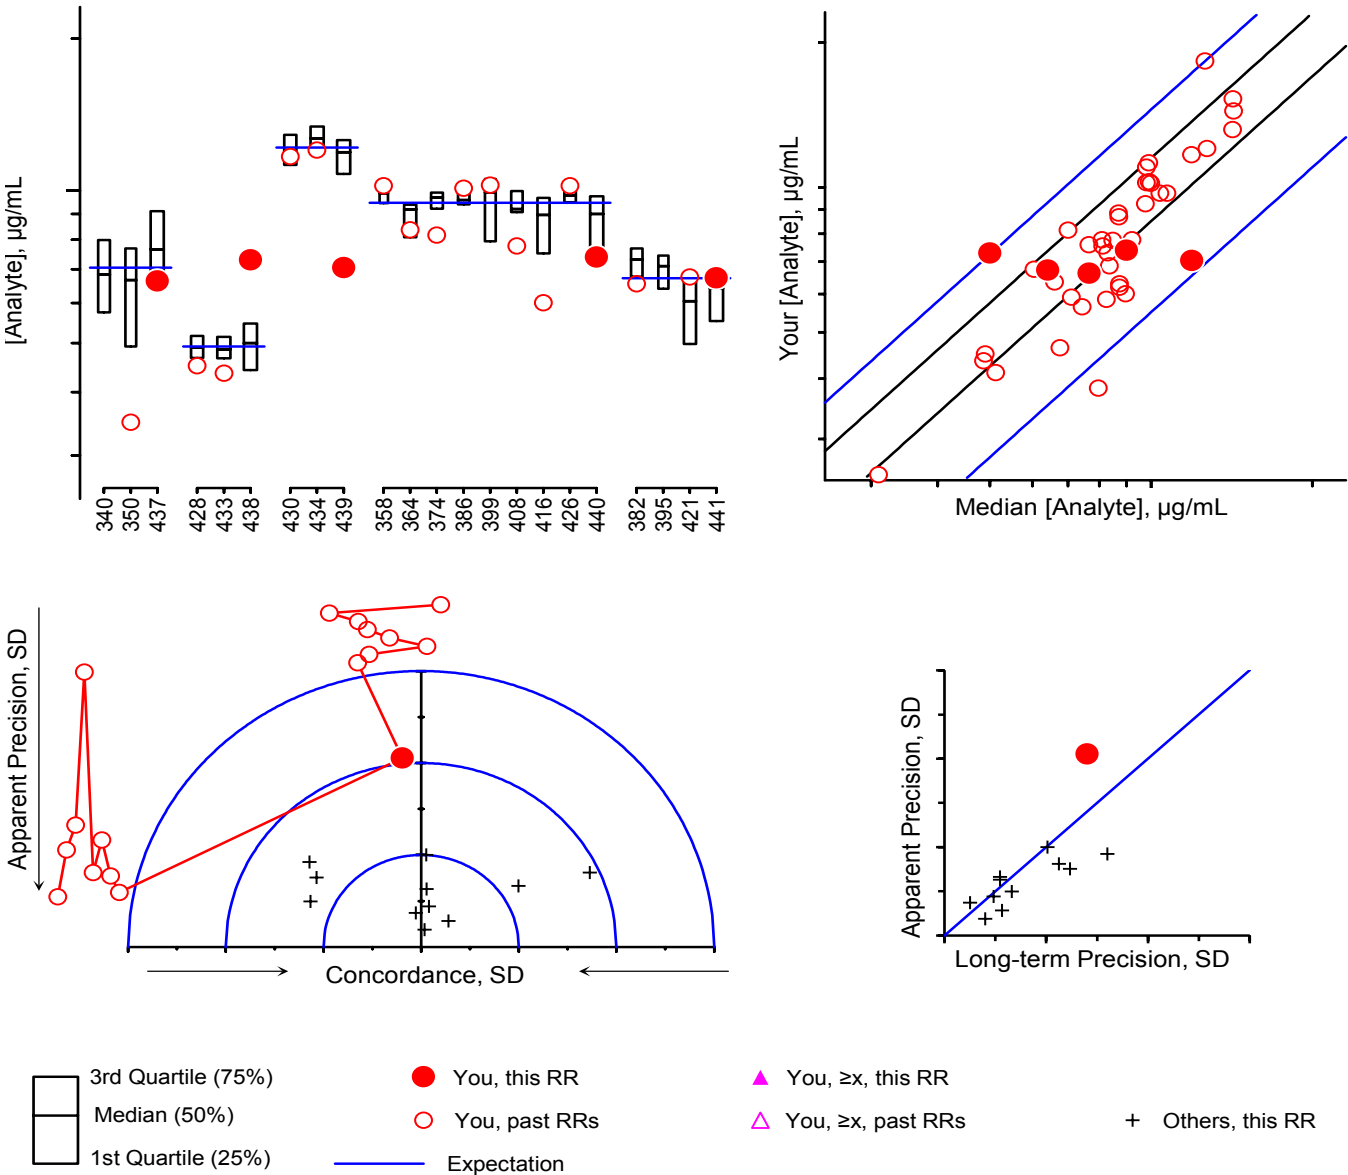 [Analyte], µg/mL
340
350
437
428
433
438
430
434
439
358
364
374
386
399
408
416
426
440
382
395
421
441
Your [Analyte], µg/mL
Median [Analyte], µg/mL
Apparent Precision, SD
Concordance, SD
Apparent Precision, SD
Long-term Precision, SD
3rd Quartile (75%)
Median (50%)
1st Quartile (25%)
You, this RR
You, past RRs
Expectation
You, ≥x, this RR
You, ≥x, past RRs
Others, this RR